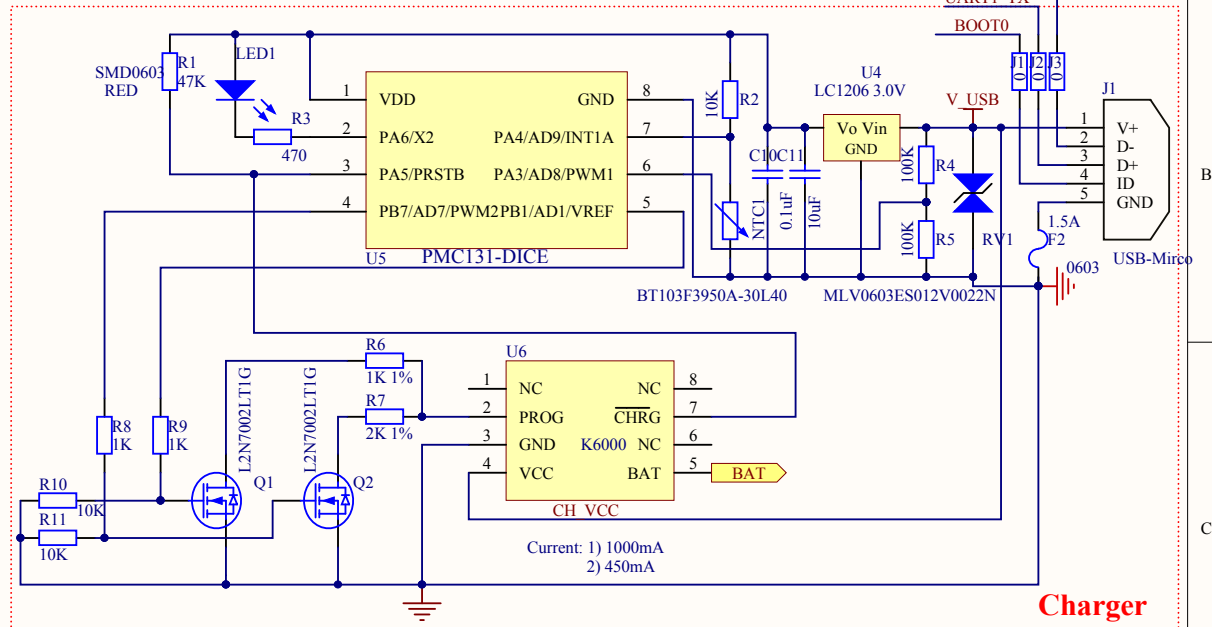 UART1 TX
BOOT0
LED1
R1
47K
SMD0603
RED
R3
470
1
VDD
GND
8
2
PA6/X2
PA4/AD9/INT1A
7
3
PA5/PRSTB
PA3/AD8/PWM1
6
4
PB7/AD7/PWM2
PB1/AD1/VREF
5
U5
PMC131-DICE
10K
R2
NTC1
BT103F3950A-30L40
C10
C11
0.1uF
10uF
U4
LC1206 3.0V
Vo Vin
GND
V_USB
100K
R4
100K
R5
RV1
MLV0603ES012V0022N
J1
0
J2
0
J3
0
J1
1
V+
2
D-
3
D+
4
ID
5
GND
USB-Mirco
1.5A
F2
0603
B
C
R6
1K 1%
R7
2K 1%
U6
1
NC
NC
8
2
PROG
CHRG
7
3
GND
K6000
NC
6
4
VCC
BAT
5
BAT
CH_VCC
Current: 1) 1000mA
2) 450mA
R8
1K
R9
1K
L2N7002LT1G
Q1
L2N7002LT1G
Q2
R10
10K
R11
10K
Charger